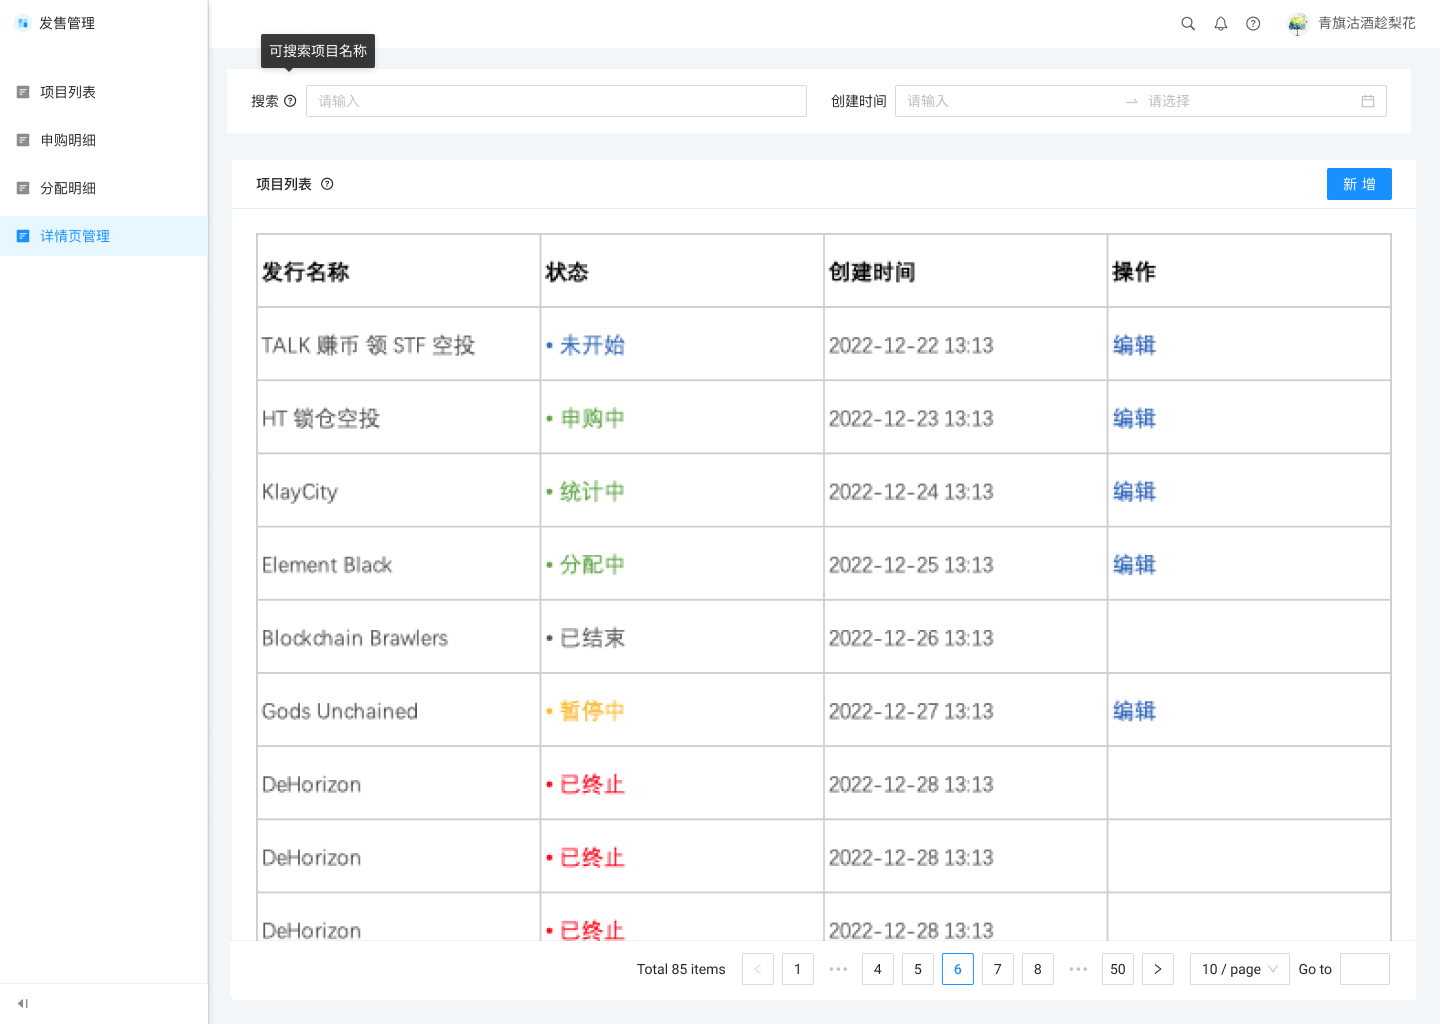 发售管理
青旗沽酒趁梨花
可搜索项目名称
搜索 请输入 创建时间 请输入 请选择
项目列表
申购明细
分配明细
详情页管理
项目列表 新增
发行名称 状态 创建时间 操作
TALK 赚币 领 STF 空投 • 未开始 2022-12-22 13:13 编辑
HT 锁仓空投 • 申购中 2022-12-23 13:13 编辑
KlayCity • 统计中 2022-12-24 13:13 编辑
Element Black • 分配中 2022-12-25 13:13 编辑
Blockchain Brawlers • 已结束 2022-12-26 13:13
Gods Unchained • 暂停中 2022-12-27 13:13 编辑
DeHorizon • 已终止 2022-12-28 13:13
DeHorizon • 已终止 2022-12-28 13:13
DeHorizon • 已终止 2022-12-28 13:13
Total 85 items < 1 ••• 4 5 6 7 8 ••• 50 > 10 / page Go to